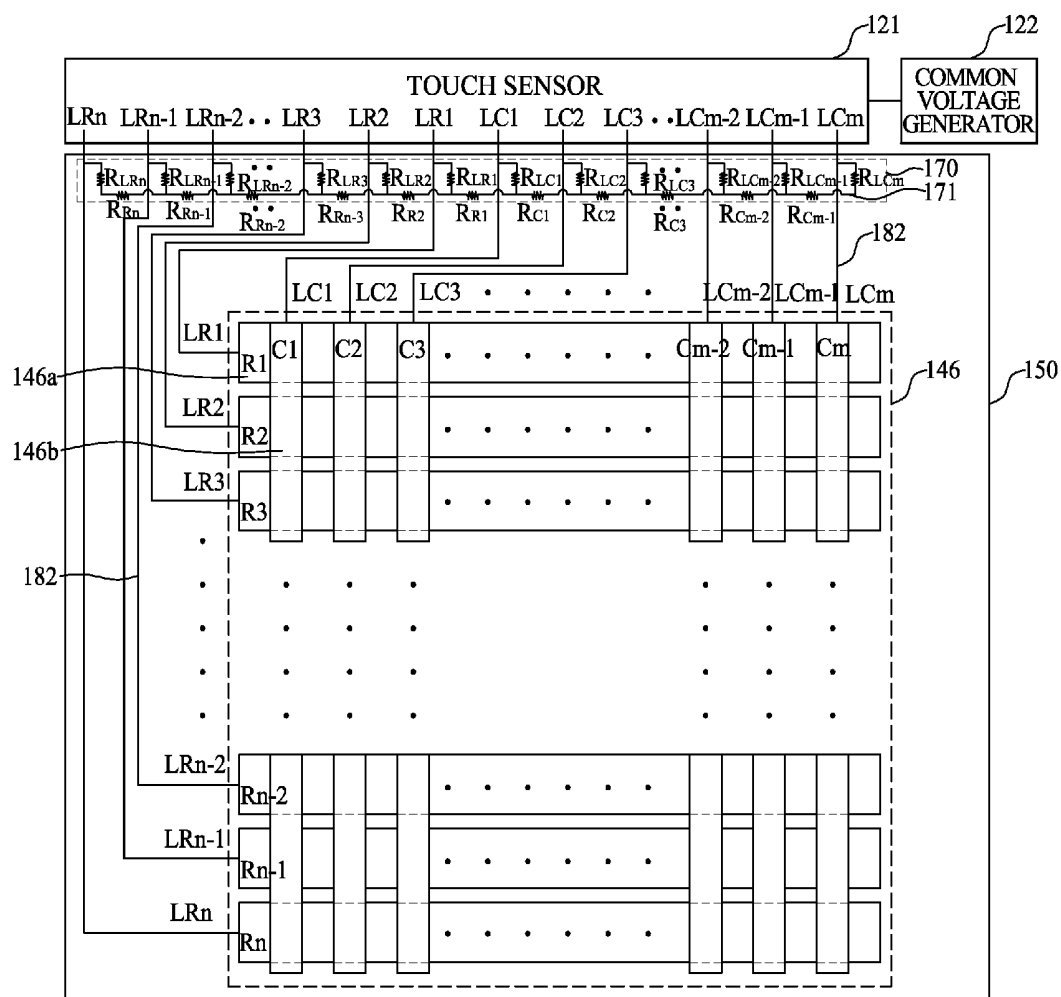 121
122
TOUCH SENSOR
COMMON
VOLTAGE
GENERATOR
LRn LRn-1 LRn-2 • • LR3 LR2 LR1 LC1 LC2 LC3 • • LCm-2 LCm-1 LCm
RLRn RLRn-1 RLRn-2 RLR3 RLR2 RLR1 RLC1 RLC2 RLC3 RLCm-2 RLCm-1 RLCm
170
171
RRn RRn-1 RRn-2 RRn-3 RR2 RR1 RC1 RC2 RC3 RCm-2 RCm-1
182
LC1 LC2 LC3 • • • • • • LCm-2 LCm-1 LCm
LR1
R1 C1 C2 C3 • • • • • • Cm-2 Cm-1 Cm
146a
146
150
LR2
R2
146b
LR3
R3
182
LRn-2
Rn-2
LRn-1
Rn-1
LRn
Rn